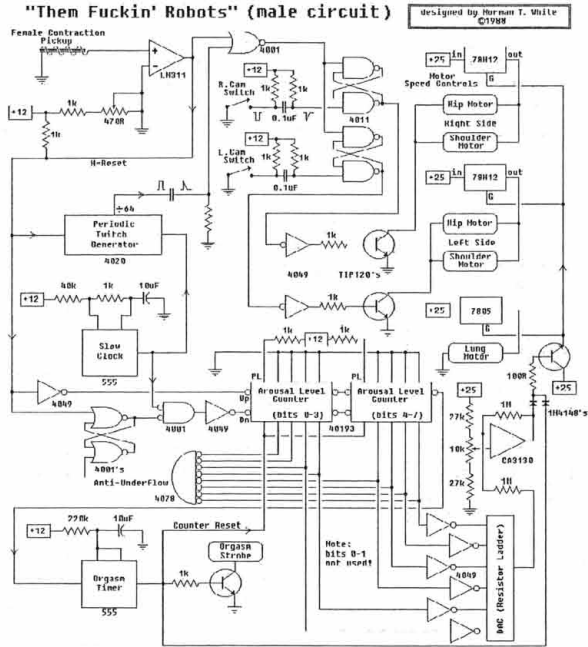 "Them Fuckin' Robots" (male circuit)
designed by Norman T. White
©1988
Female Contraction
Pickup
+
-
LM311
4001
+12
1k
470R
1k
H-Reset
+12
R.Cam
Switch
1k
1k
0.1uF
4011
+12
L.Cam
Switch
1k
1k
0.1uF
+25
in
78H12
out
G
Motor
Speed Controls
Hip Motor
Right Side
Shoulder
Motor
+25
in
78H12
out
G
Hip Motor
Left Side
Shoulder
Motor
÷64
Periodic
Twitch
Generator
4020
1k
4049
TIP120's
1k
40k
1k
10uF
+12
Slow
Clock
555
+25
7805
G
Lung
Motor
100R
1N4148's
1k
+12
1k
PL
Arousal Level
Counter
(bits 0-3)
PL
Arousal Level
Counter
(bits 4-7)
Up
Dn
40193
4049
4001
4049
4001's
Anti-Underflow
4078
+25
27k
10k
27k
1M
CA3130
1M
220k
10uF
+12
Counter Reset
Orgasm
Timer
555
1k
Orgasm
Strobe
Note:
bits 0-1
not used!
4049
DAC (Resistor Ladder)